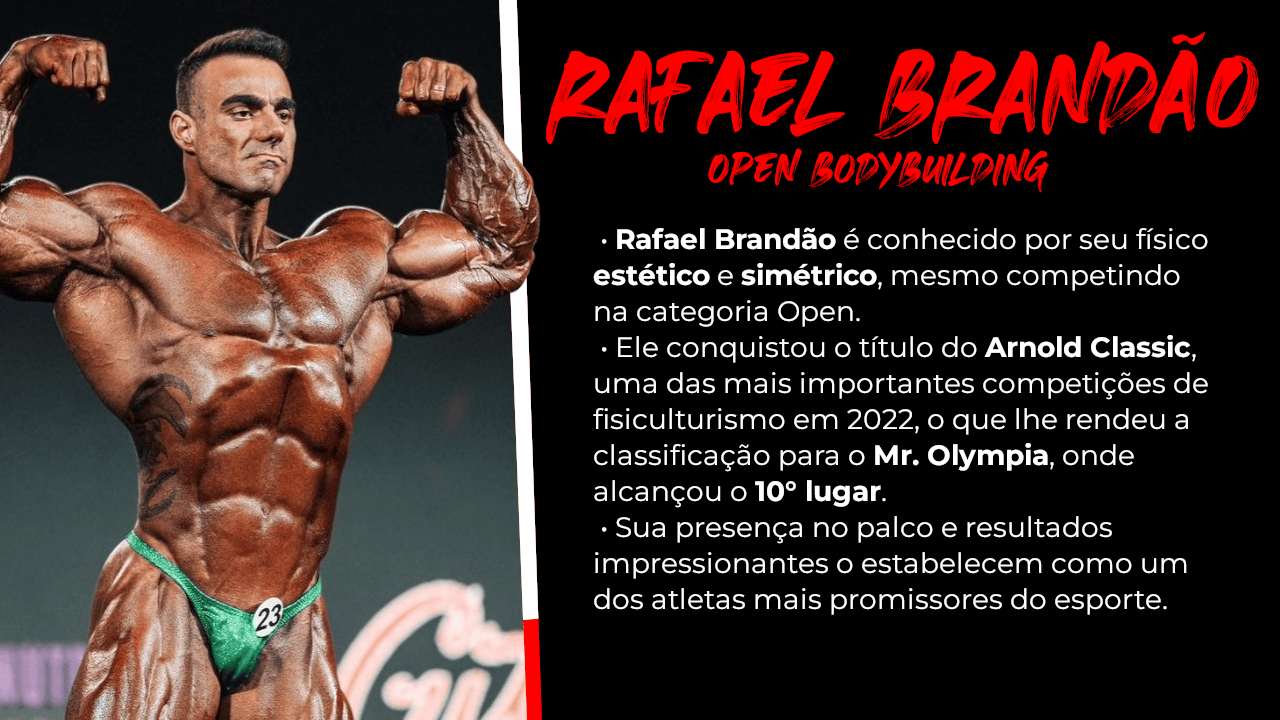 RAFAEL BRANDÃO
OPEN BODYBUILDING
• Rafael Brandão é conhecido por seu físico
estético e simétrico, mesmo competindo
na categoria Open.
• Ele conquistou o título do Arnold Classic,
uma das mais importantes competições de
fisiculturismo em 2022, o que lhe rendeu a
classificação para o Mr. Olympia, onde
alcançou o 10° lugar.
• Sua presença no palco e resultados
impressionantes o estabelecem como um
dos atletas mais promissores do esporte.
23